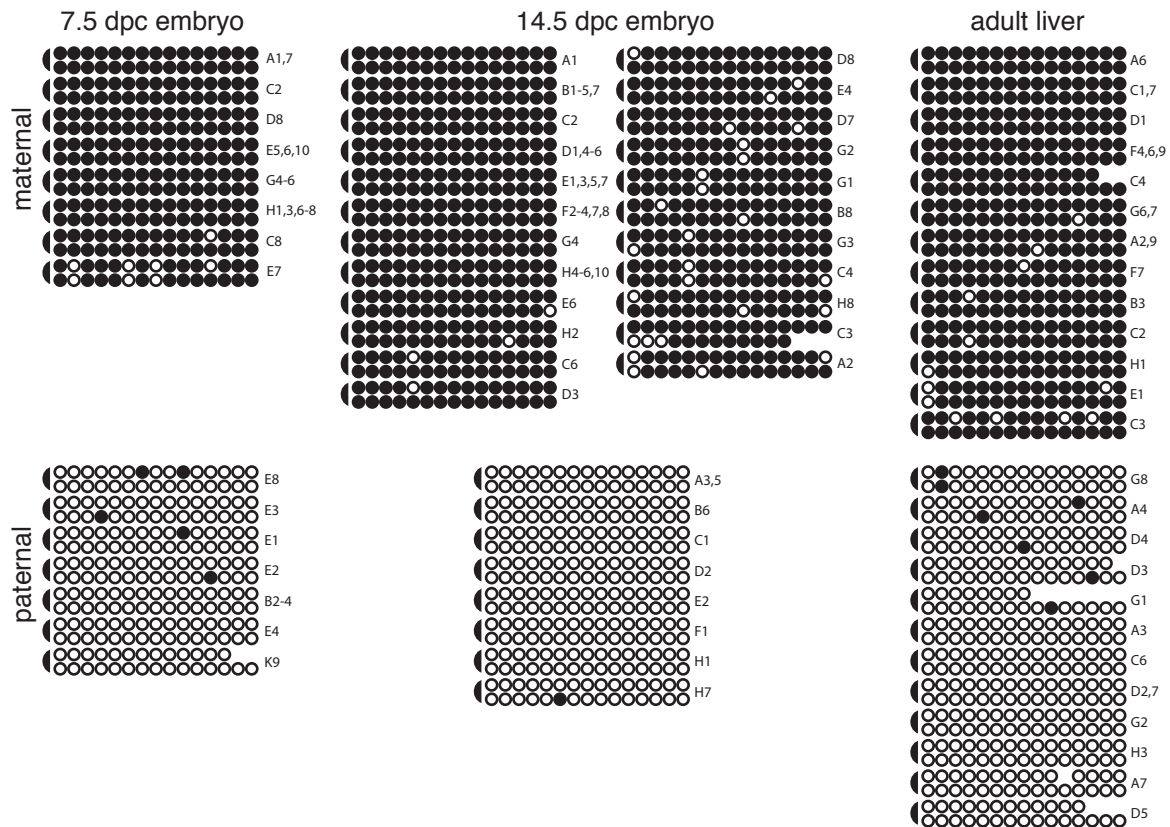 7.5 dpc embryo
14.5 dpc embryo
adult liver
maternal
A1,7
C2
D8
E5,6,10
G4-6
H1,3,6-8
C8
E7
A1
B1-5,7
C2
D1,4-6
E1,3,5,7
F2-4,7,8
G4
H4-6,10
E6
H2
C6
D3
D8
E4
D7
G2
G1
B8
G3
C4
H8
C3
A2
A6
C1,7
D1
F4,6,9
C4
G6,7
A2,9
F7
B3
C2
H1
E1
C3
paternal
E8
E3
E1
E2
B2-4
E4
K9
A3,5
B6
C1
D2
E2
F1
H1
H7
G8
A4
D4
D3
G1
A3
C6
D2,7
G2
H3
A7
D5